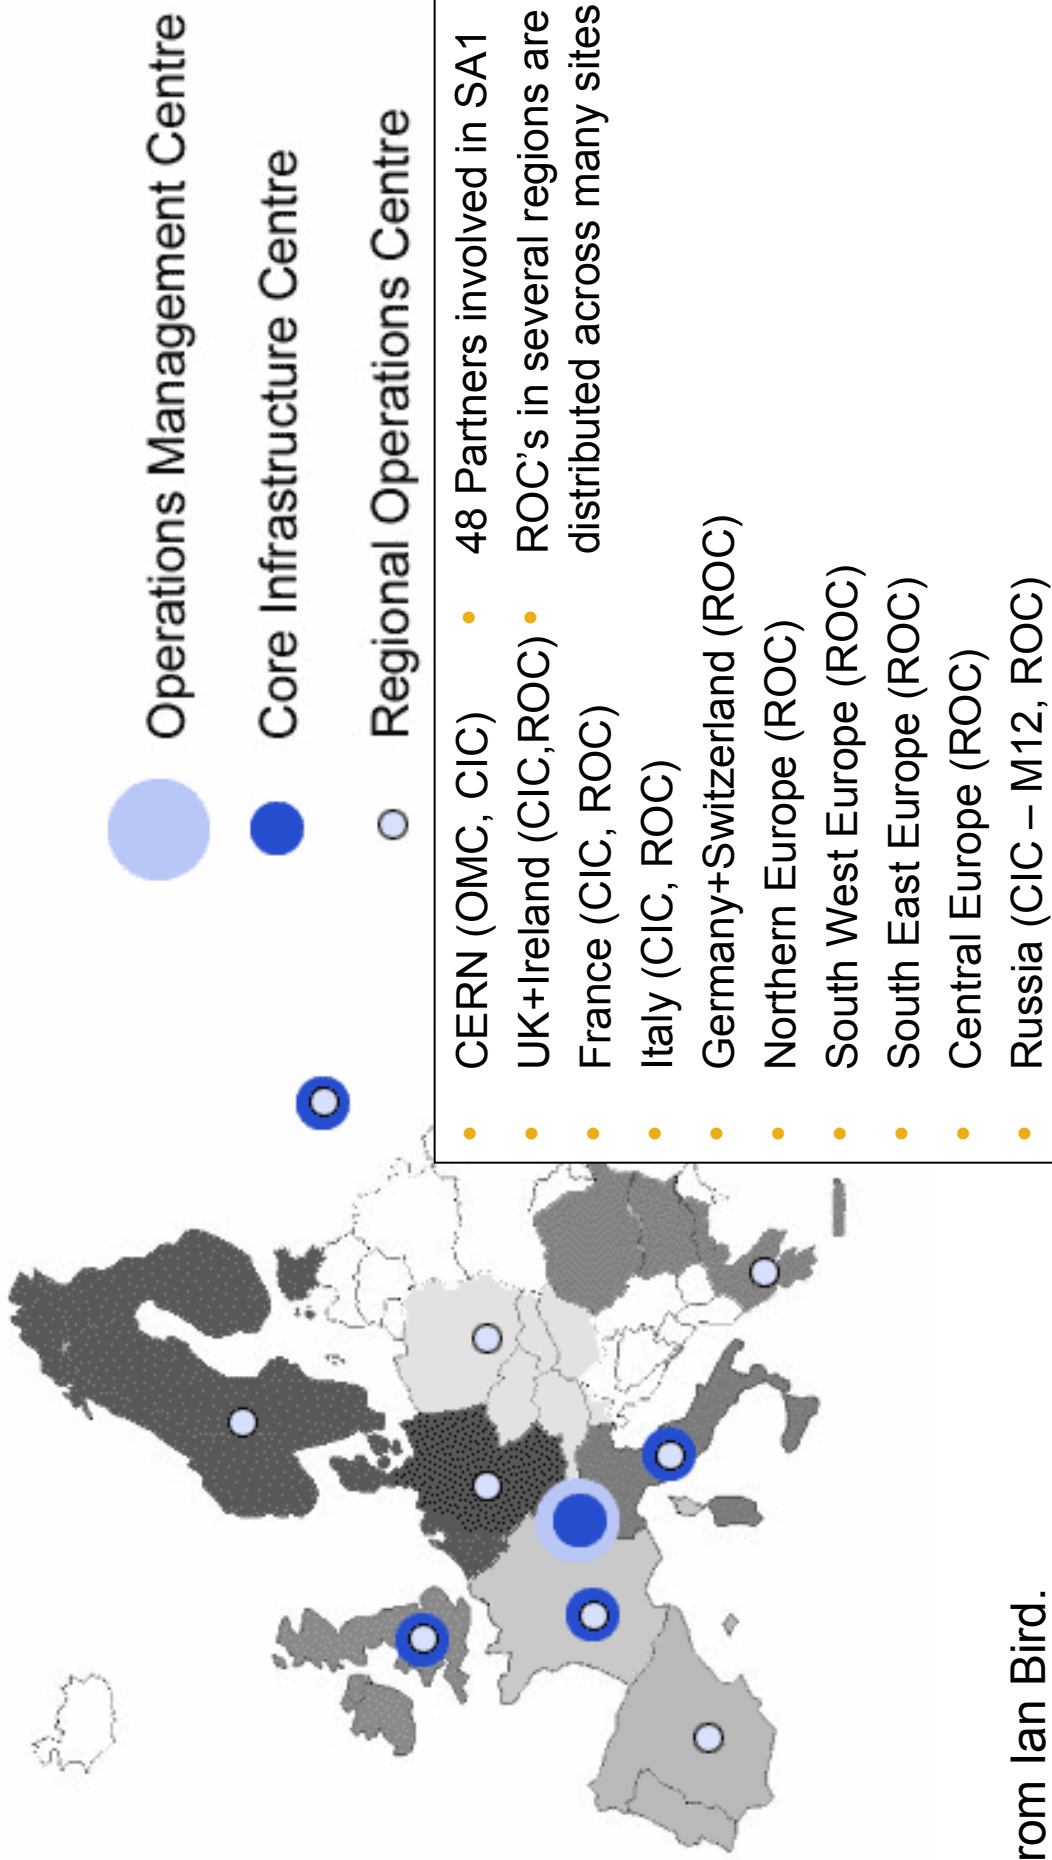 Operations Management Centre
Core Infrastructure Centre
Regional Operations Centre
• CERN (OMC, CIC)
• UK+Ireland (CIC,ROC)
• France (CIC, ROC)
• Italy (CIC, ROC)
• Germany+Switzerland (ROC)
• Northern Europe (ROC)
• South West Europe (ROC)
• South East Europe (ROC)
• Central Europe (ROC)
• Russia (CIC – M12, ROC)
• 48 Partners involved in SA1
• ROC’s in several regions are
distributed across many sites
rom Ian Bird.